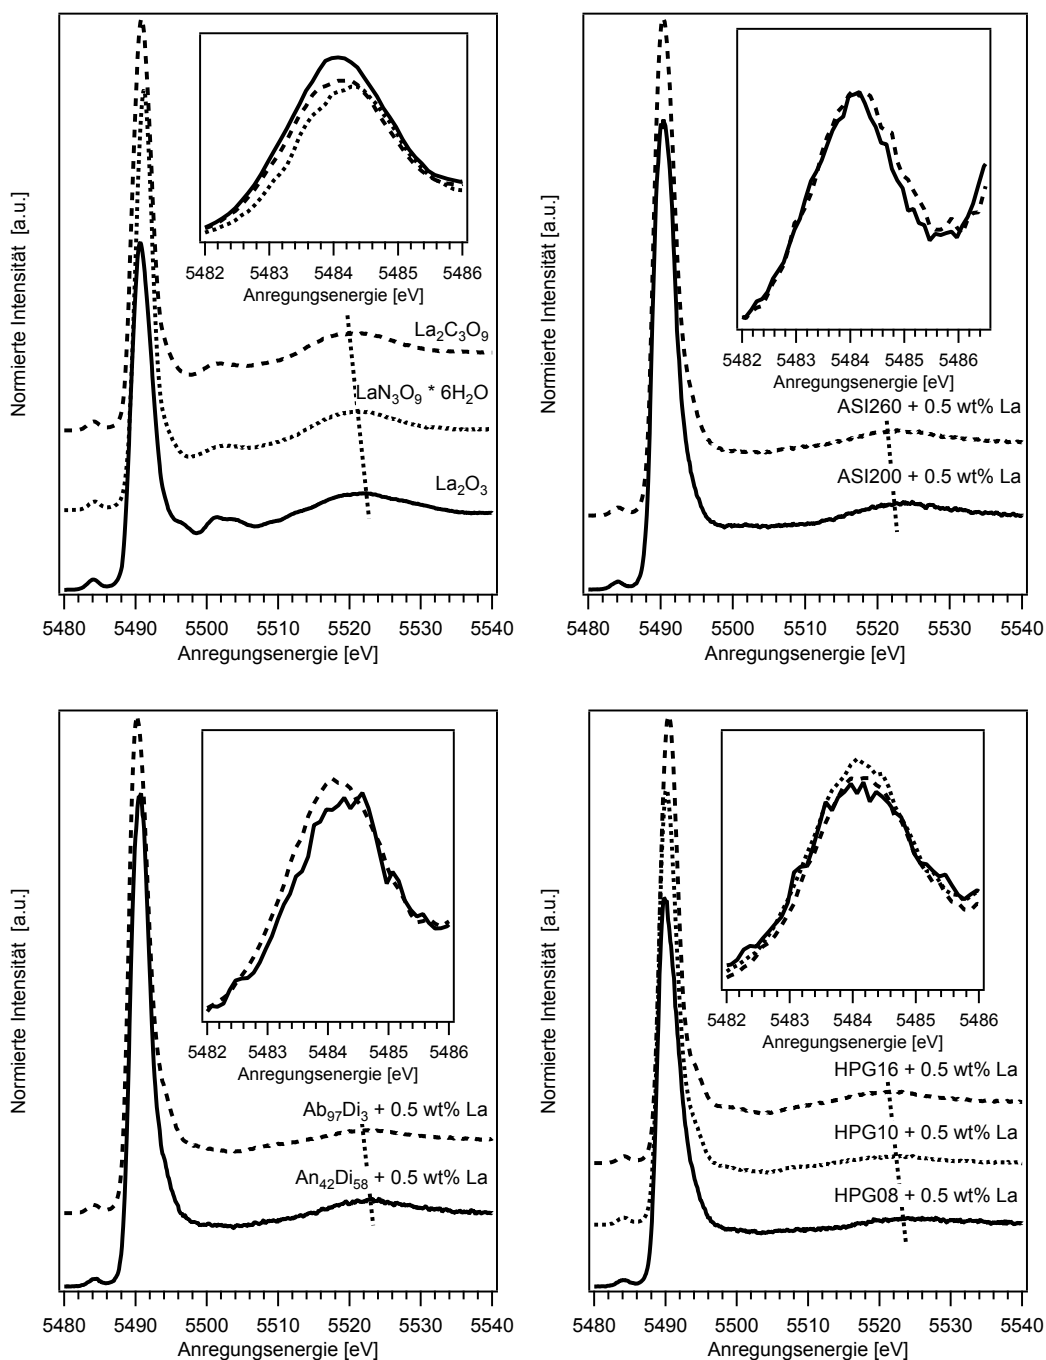 Normierte Intensität [a.u.]
5482 5483 5484 5485 5486
Anregungsenergie [eV]
La₂C₃O₉
LaN₃O₉ * 6H₂O
La₂O₃
5480 5490 5500 5510 5520 5530 5540
Anregungsenergie [eV]
Normierte Intensität [a.u.]
5482 5483 5484 5485 5486
Anregungsenergie [eV]
ASI260 + 0.5 wt% La
ASI200 + 0.5 wt% La
5480 5490 5500 5510 5520 5530 5540
Anregungsenergie [eV]
Normierte Intensität [a.u.]
5482 5483 5484 5485 5486
Anregungsenergie [eV]
Ab₉₇Di₃ + 0.5 wt% La
An₄₂Di₅₈ + 0.5 wt% La
5480 5490 5500 5510 5520 5530 5540
Anregungsenergie [eV]
Normierte Intensität [a.u.]
5482 5483 5484 5485 5486
Anregungsenergie [eV]
HPG16 + 0.5 wt% La
HPG10 + 0.5 wt% La
HPG08 + 0.5 wt% La
5480 5490 5500 5510 5520 5530 5540
Anregungsenergie [eV]